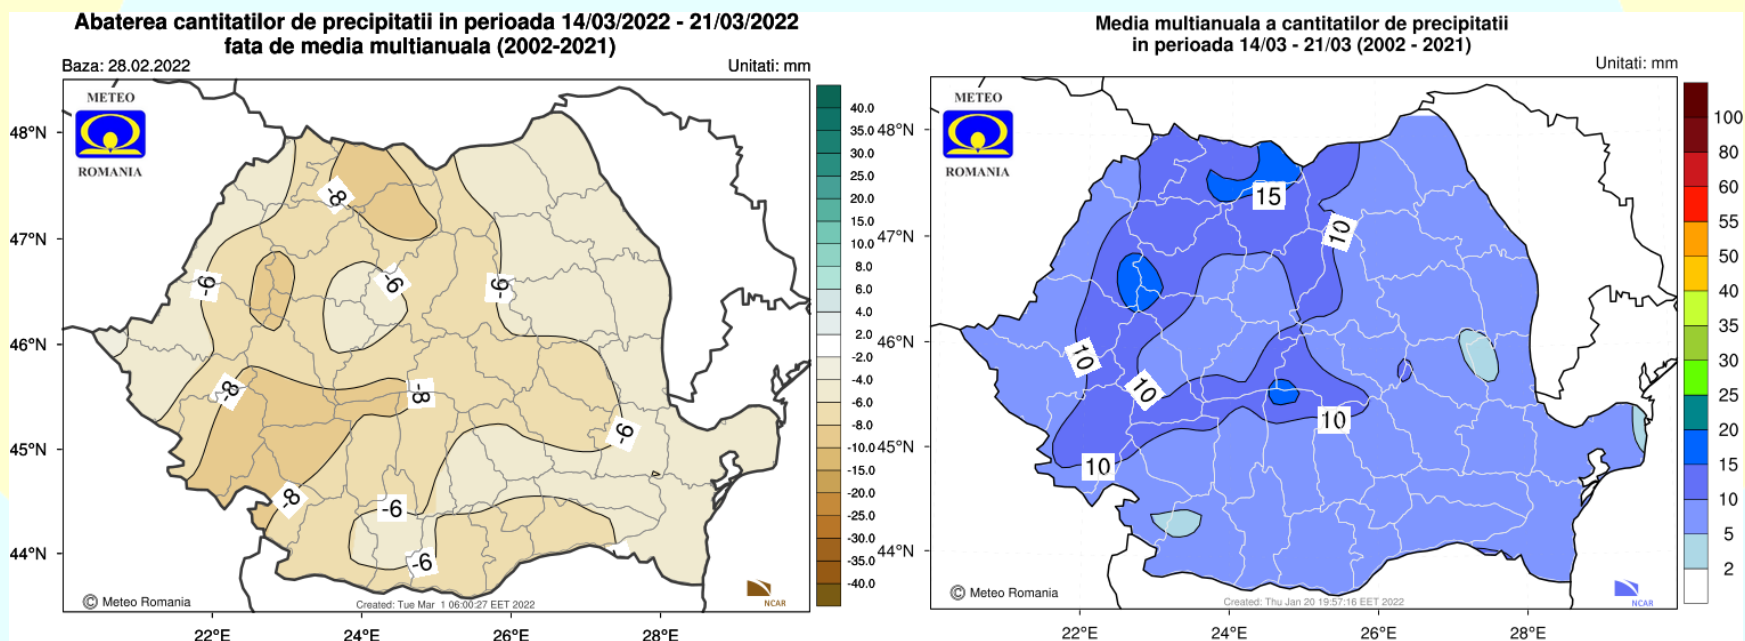 Abaterea cantitatilor de precipitatii in perioada 14/03/2022 - 21/03/2022
fata de media multianuala (2002-2021)
Baza: 28.02.2022
Unitati: mm
METEO
ROMANIA
48°N
47°N
46°N
45°N
44°N
-8
-6
-6
-6
-8
-8
-6
-8
-6
-6
40.0
35.0
30.0
25.0
20.0
15.0
10.0
8.0
6.0
4.0
2.0
-2.0
-4.0
-6.0
-8.0
-10.0
-15.0
-20.0
-25.0
-30.0
-35.0
-40.0
© Meteo Romania
Created: Tue Mar 1 06:00:27 EET 2022
NCAR
22°E
24°E
26°E
28°E
Media multianuala a cantitatilor de precipitatii
in perioada 14/03 - 21/03 (2002 - 2021)
Unitati: mm
METEO
ROMANIA
48°N
47°N
46°N
45°N
44°N
15
10
10
10
10
10
100
80
60
55
50
40
35
30
25
20
15
10
5
2
© Meteo Romania
Created: Thu Jan 20 19:57:16 EET 2022
NCAR
22°E
24°E
26°E
28°E